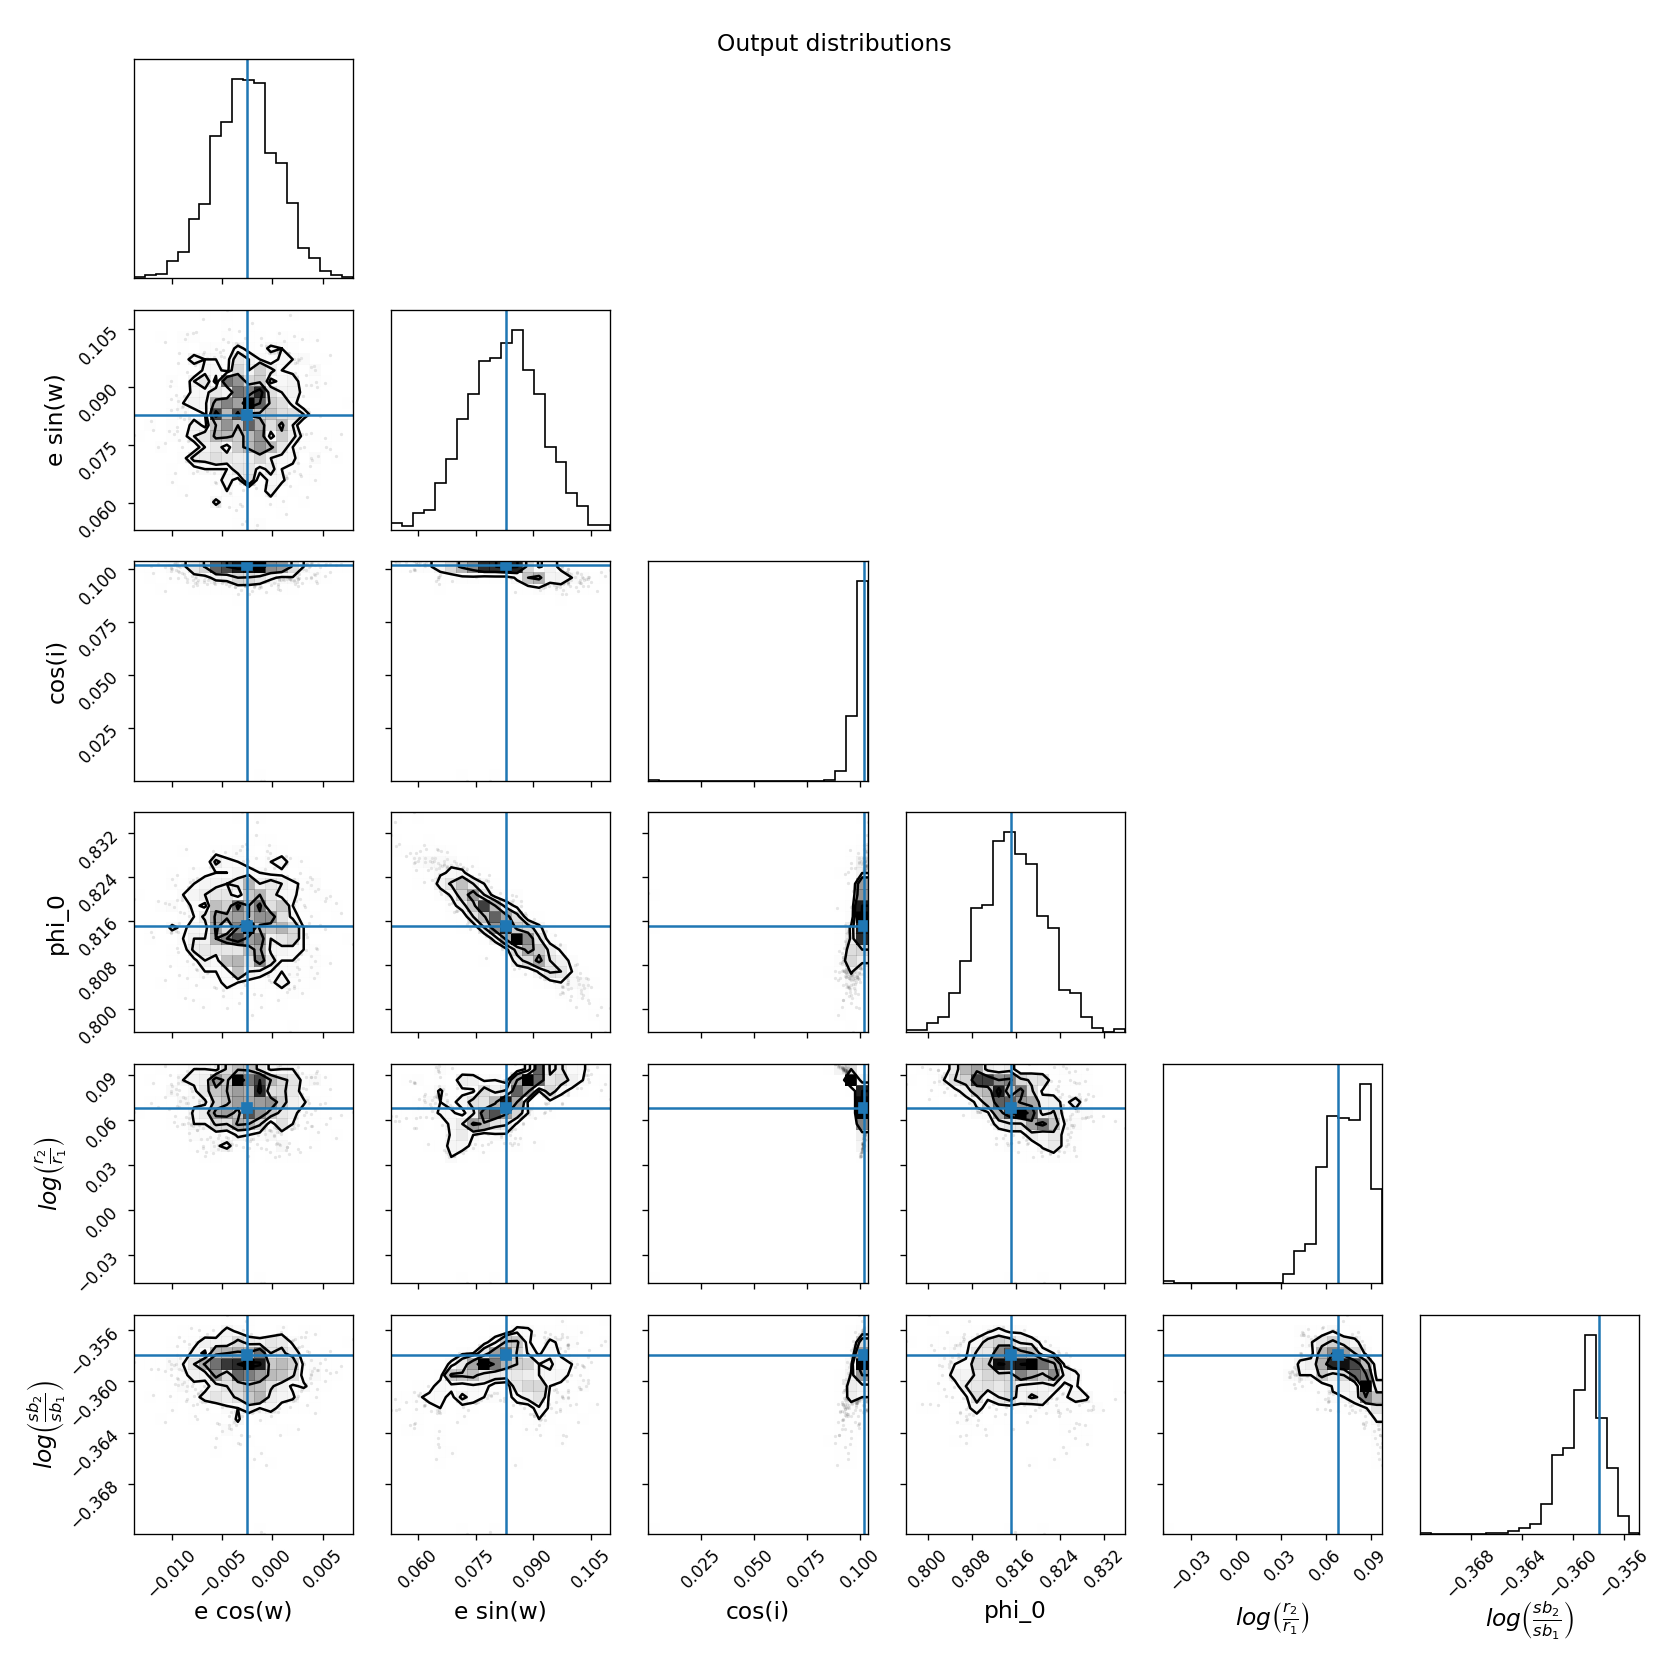 Output distributions
e sin(w)
0.105
0.090
0.075
0.060
cos(i)
0.100
0.075
0.050
0.025
phi_0
0.832
0.824
0.816
0.808
0.800
log(r₂/r₁)
0.09
0.06
0.03
0.00
−0.03
log(sb₂/sb₁)
−0.356
−0.360
−0.364
−0.368
−0.010 −0.005 0.000 0.005 0.060 0.075 0.090 0.105 0.025 0.050 0.075 0.100 0.800 0.808 0.816 0.824 0.832 −0.03 0.00 0.03 0.06 0.09 −0.368 −0.364 −0.360 −0.356
e cos(w) e sin(w) cos(i) phi_0 log(r₂/r₁) log(sb₂/sb₁)